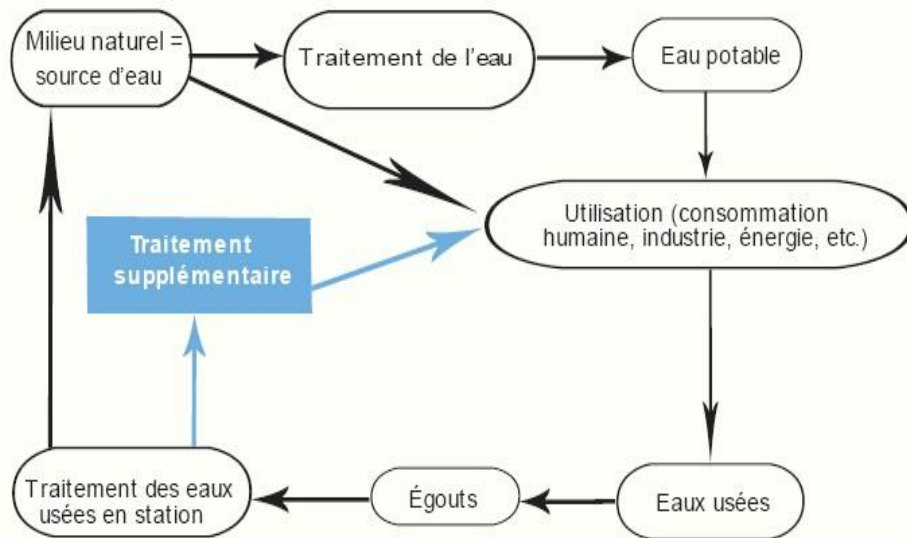 Milieu naturel =
source d'eau
Traitement de l'eau
Eau potable
Utilisation (consommation
humaine, industrie, énergie, etc.)
Traitement
supplémentaire
Traitement des eaux
usées en station
Égouts
Eaux usées